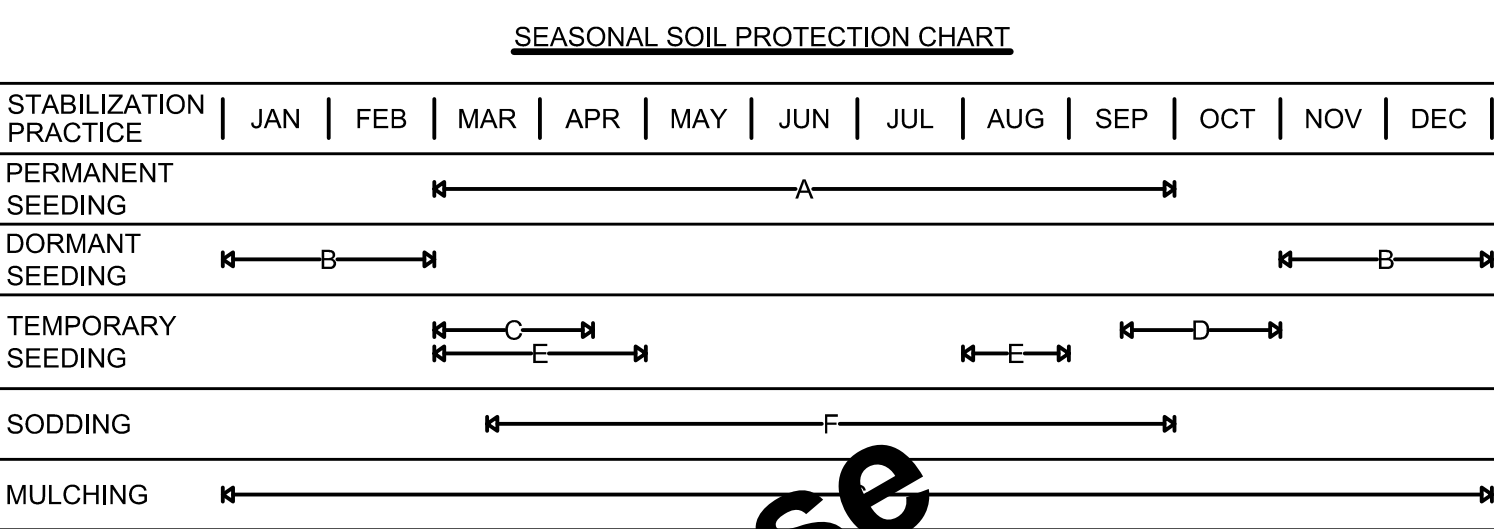 SEASONAL SOIL PROTECTION CHART
STABILIZATION PRACTICE JAN FEB MAR APR MAY JUN JUL AUG SEP OCT NOV DEC
PERMANENT
SEEDING
A
DORMANT
SEEDING
B B
TEMPORARY
SEEDING
C D
E E
SODDING F
MULCHING
se